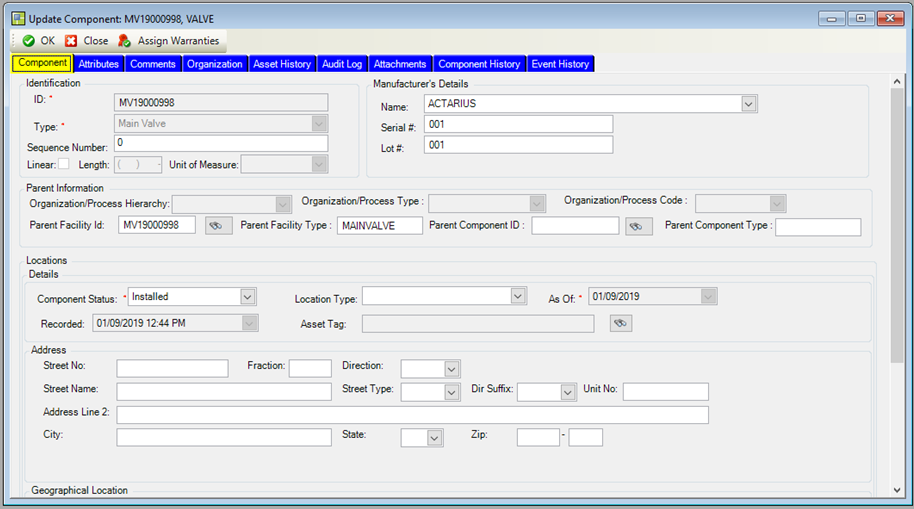 Update Component: MV19000998, VALVE
OK Close Assign Warranties
Component Attributes Comments Organization Asset History Audit Log Attachments Component History Event History
Identification
ID: * MV19000998
Type: * Main Valve
Sequence Number: 0
Linear: Length: ( ) - Unit of Measure:
Manufacturer's Details
Name: ACTARIUS
Serial #: 001
Lot #: 001
Parent Information
Organization/Process Hierarchy: Organization/Process Type : Organization/Process Code :
Parent Facility Id: MV19000998 Parent Facility Type : MAINVALVE Parent Component ID : Parent Component Type :
Locations
Details
Component Status: * Installed Location Type: As Of: * 01/09/2019
Recorded: 01/09/2019 12:44 PM Asset Tag:
Address
Street No: Fraction: Direction:
Street Name: Street Type: Dir Suffix: Unit No:
Address Line 2:
City: State: Zip: -
Geographical Location